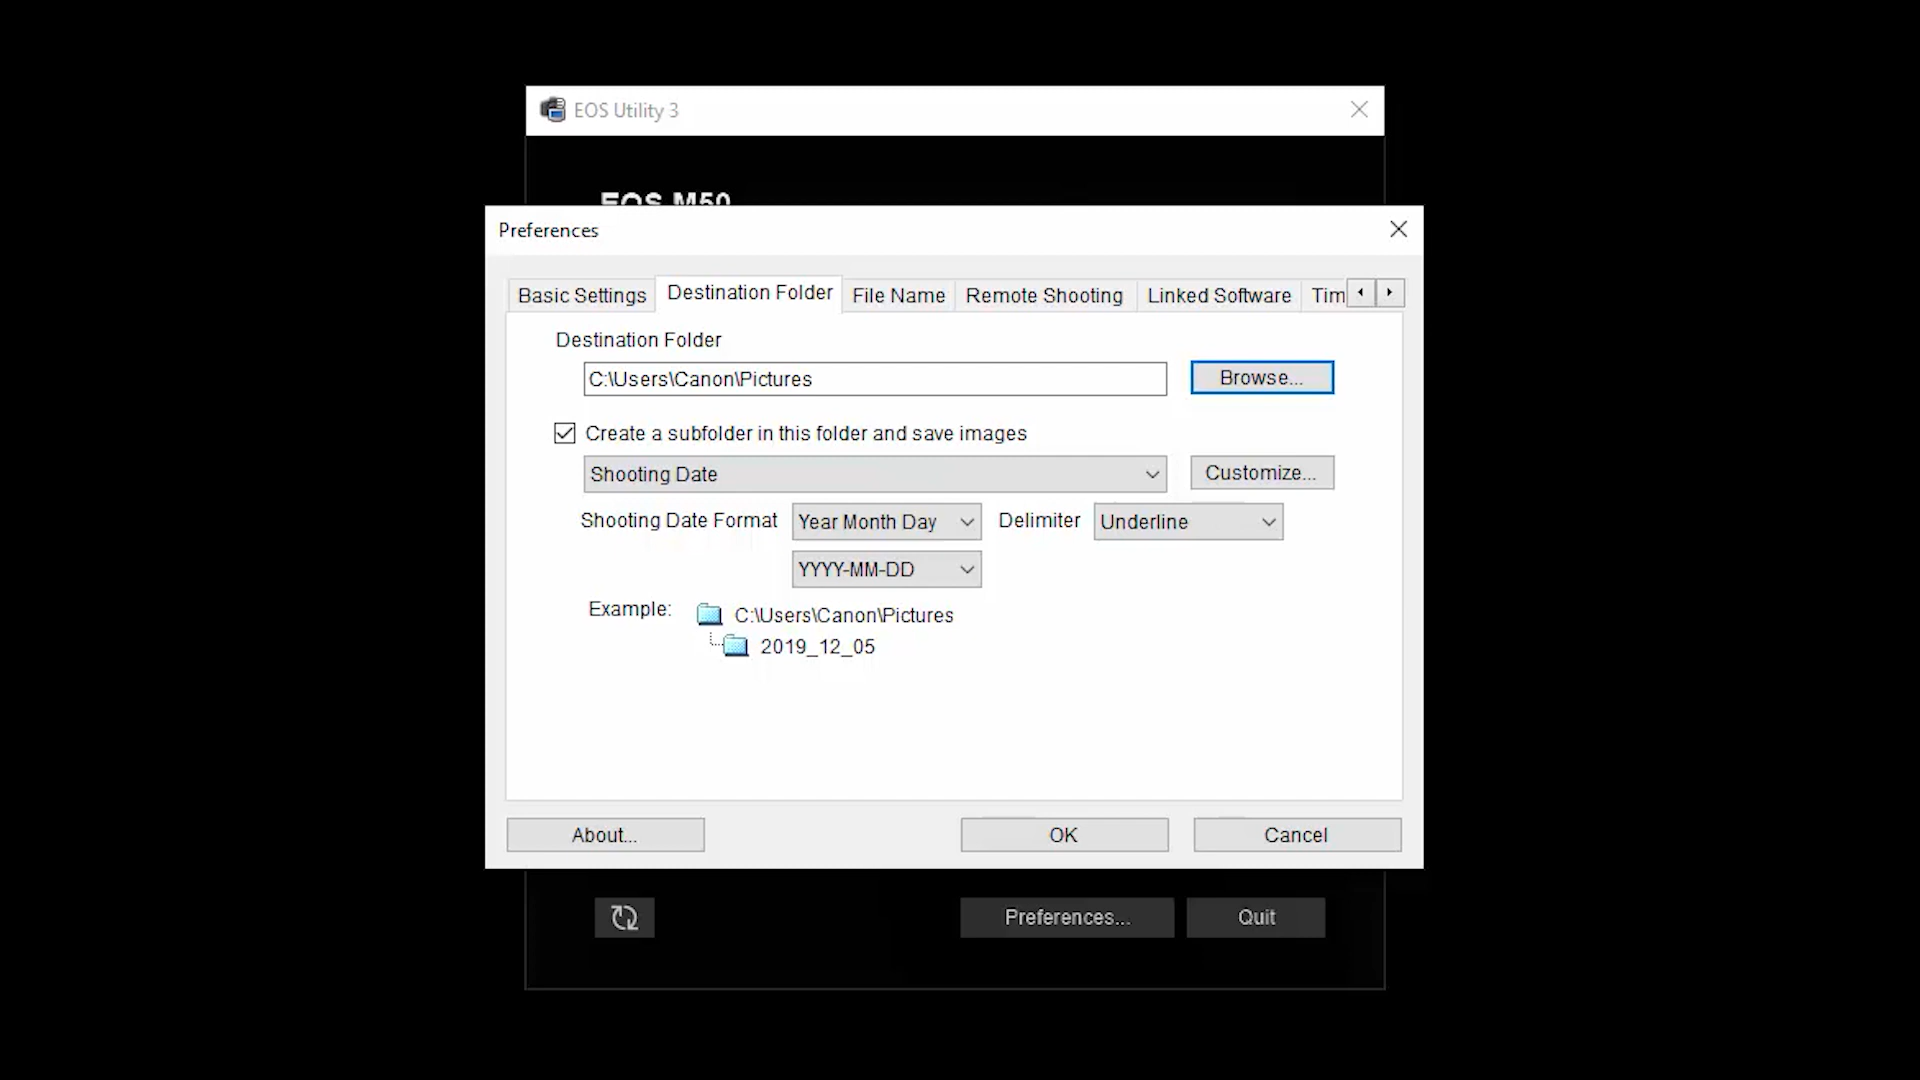 EOS Utility 3
EOS M50
Preferences
Basic Settings Destination Folder File Name Remote Shooting Linked Software Tim
Destination Folder
C:\Users\Canon\Pictures Browse...
Create a subfolder in this folder and save images
Shooting Date Customize...
Shooting Date Format Year Month Day Delimiter Underline
YYYY-MM-DD
Example: C:\Users\Canon\Pictures
2019_12_05
About... OK Cancel
Preferences... Quit